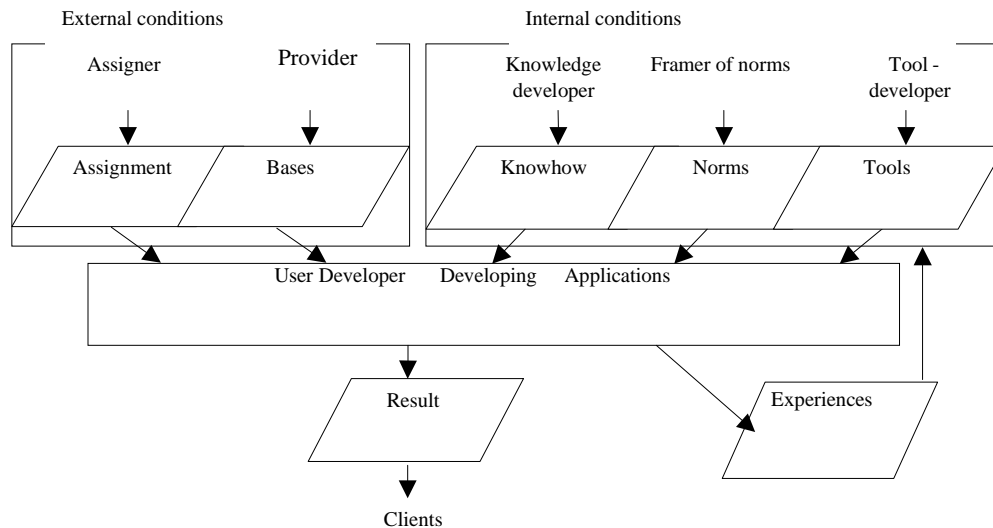 External conditions
Internal conditions
Assigner
Provider
Knowledge
developer
Framer of norms
Tool -
developer
Assignment
Bases
Knowhow
Norms
Tools
User Developer Developing Applications
Result
Experiences
Clients